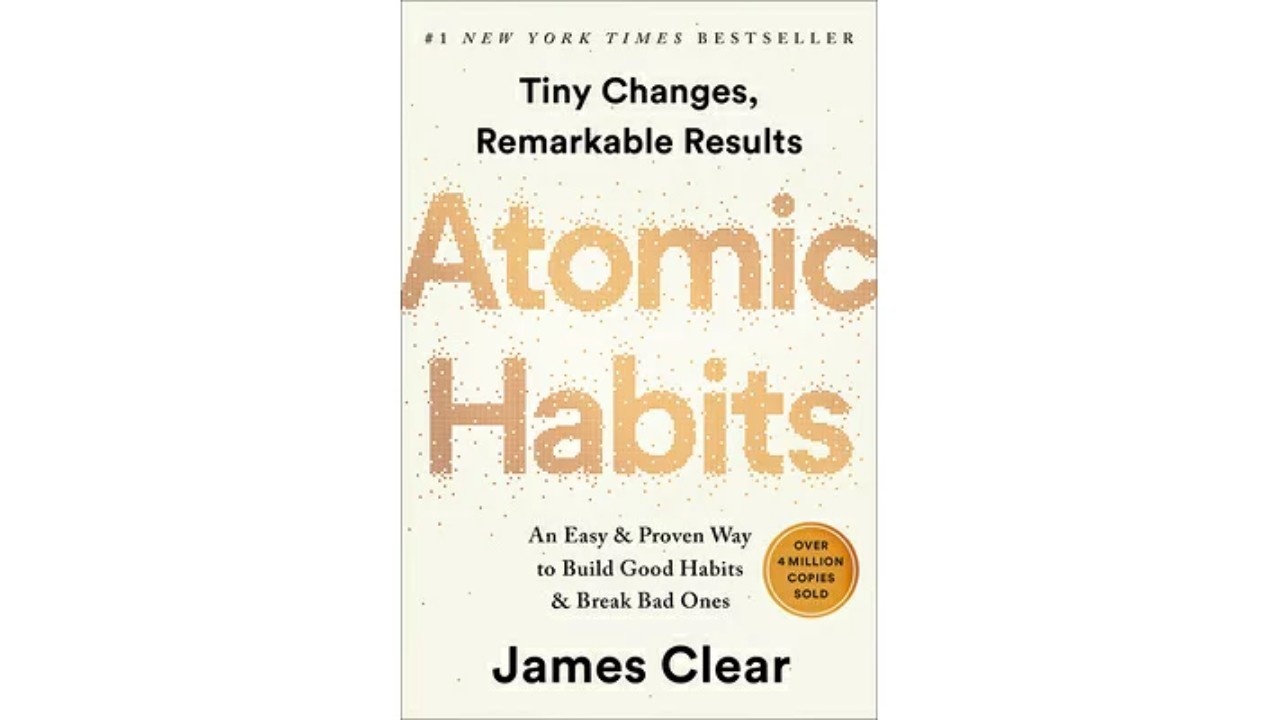 #1 NEW YORK TIMES BESTSELLER
Tiny Changes,
Remarkable Results
Atomic
Habits
An Easy & Proven Way
to Build Good Habits
& Break Bad Ones
OVER
4 MILLION
COPIES
SOLD
James Clear